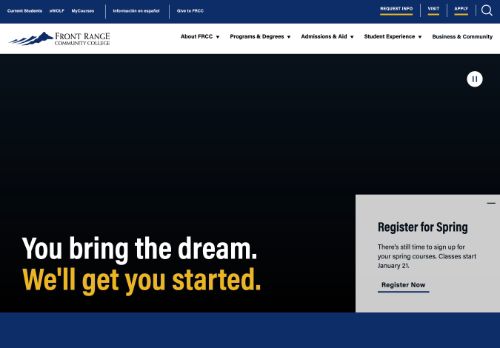 Current Students eWOLF MyCourses Información en español Give to FRCC REQUEST INFO VISIT APPLY
FRONT RANGE
COMMUNITY COLLEGE
About FRCC Programs & Degrees Admissions & Aid Student Experience Business & Community
You bring the dream.
We'll get you started.
Register for Spring
There's still time to sign up for
your spring courses. Classes start
January 21.
Register Now